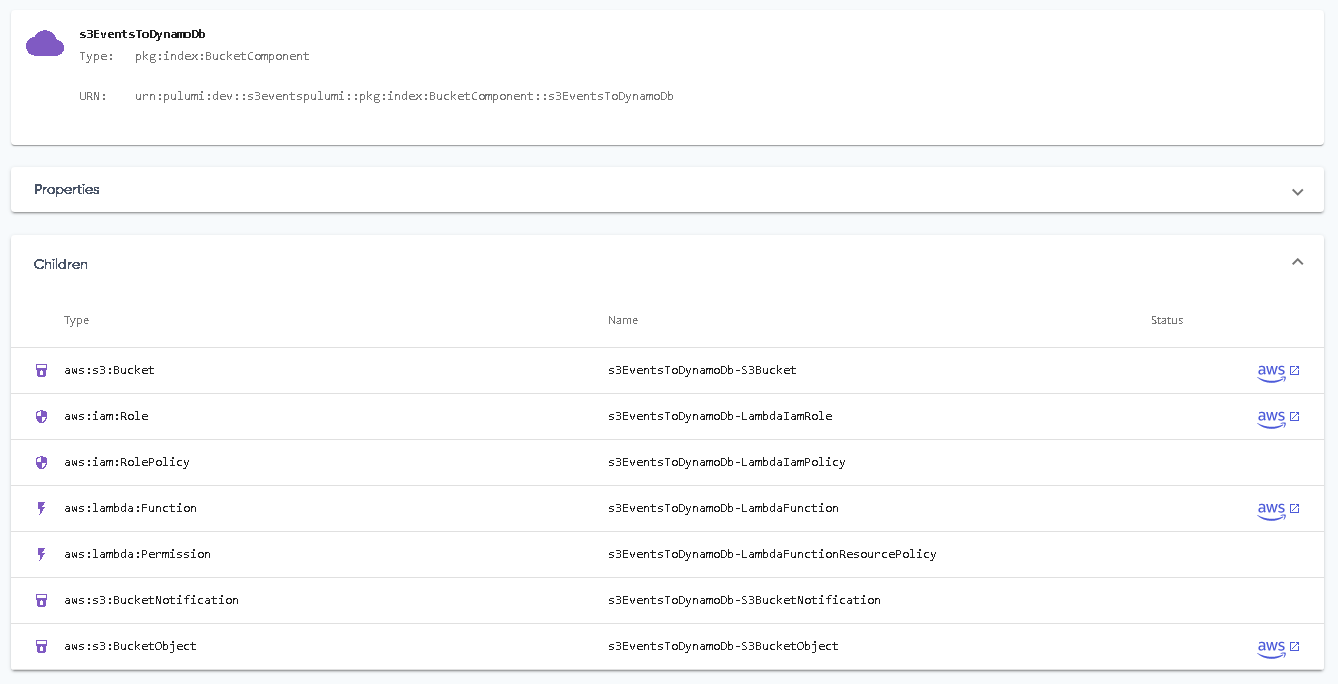 s3EventsToDynamoDb
Type: pkg:index:BucketComponent
URN: urn:pulumi:dev::s3eventspulumi::pkg:index:BucketComponent::s3EventsToDynamoDb
Properties
Children
Type Name Status
aws:s3:Bucket s3EventsToDynamoDb-S3Bucket aws
aws:iam:Role s3EventsToDynamoDb-LambdaIamRole aws
aws:iam:RolePolicy s3EventsToDynamoDb-LambdaIamPolicy
aws:lambda:Function s3EventsToDynamoDb-LambdaFunction aws
aws:lambda:Permission s3EventsToDynamoDb-LambdaFunctionResourcePolicy
aws:s3:BucketNotification s3EventsToDynamoDb-S3BucketNotification
aws:s3:BucketObject s3EventsToDynamoDb-S3BucketObject aws